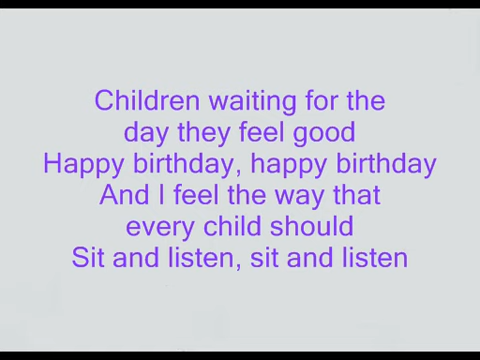 Children waiting for the
day they feel good
Happy birthday, happy birthday
And I feel the way that
every child should
Sit and listen, sit and listen